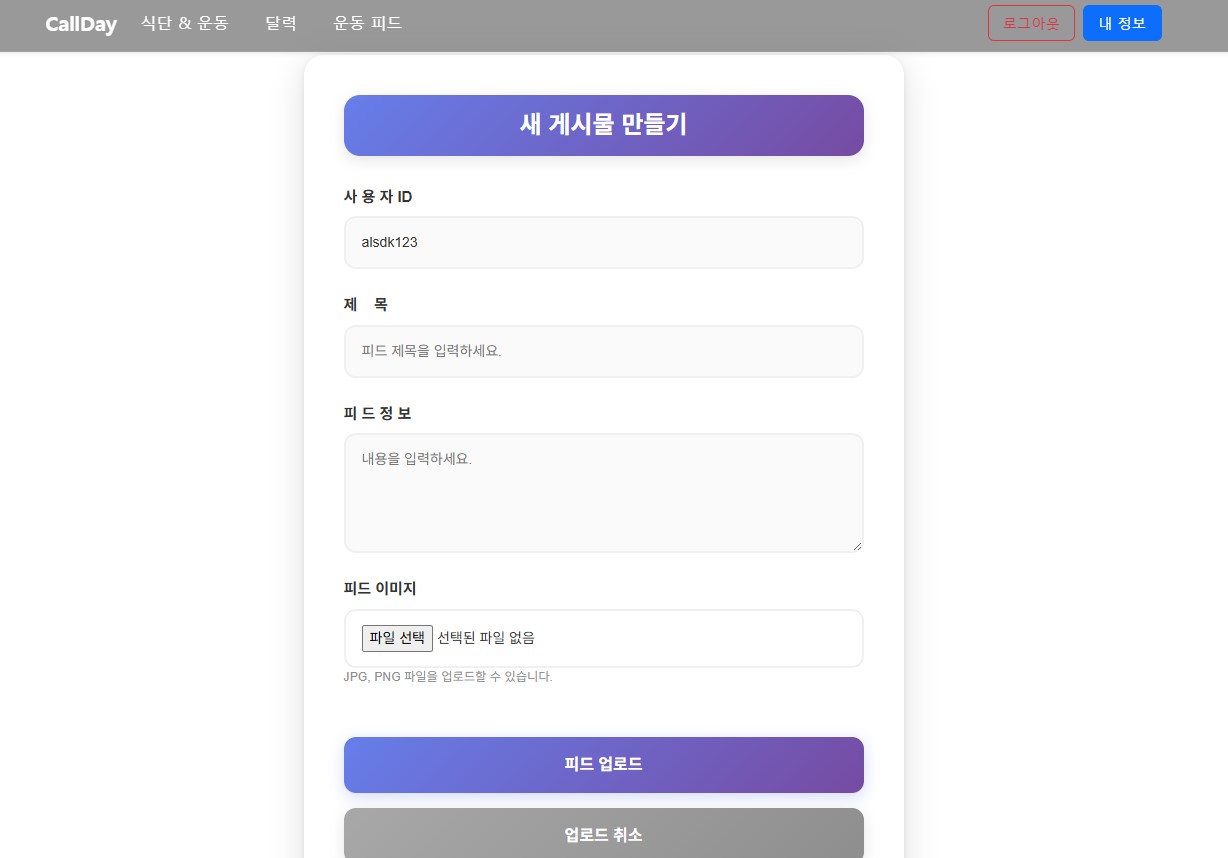 CallDay 식단 & 운동 달력 운동 피드 로그아웃 내 정보
새 게시물 만들기
사 용 자 ID
alsdk123
제 목
피드 제목을 입력하세요.
피 드 정 보
내용을 입력하세요.
피드 이미지
파일 선택 선택된 파일 없음
JPG, PNG 파일을 업로드할 수 있습니다.
피드 업로드
업로드 취소